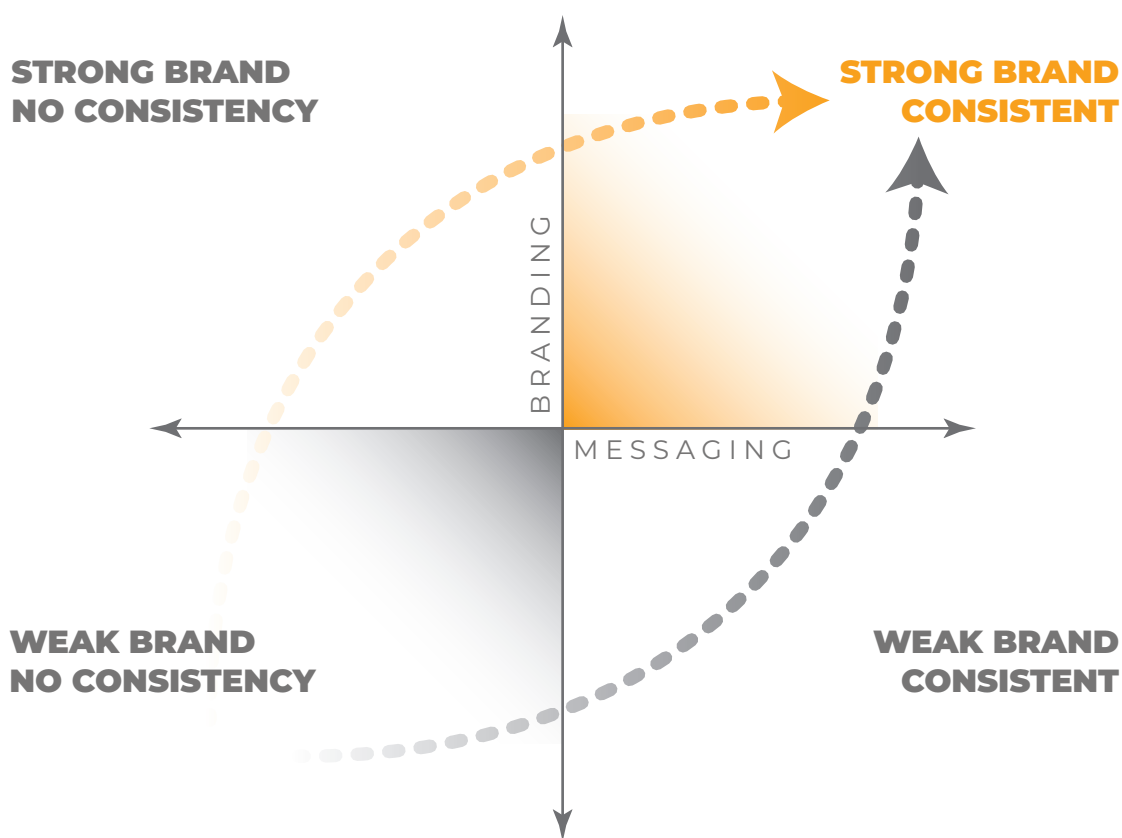 STRONG BRAND
NO CONSISTENCY
STRONG BRAND
CONSISTENT
BRANDING
MESSAGING
WEAK BRAND
NO CONSISTENCY
WEAK BRAND
CONSISTENT